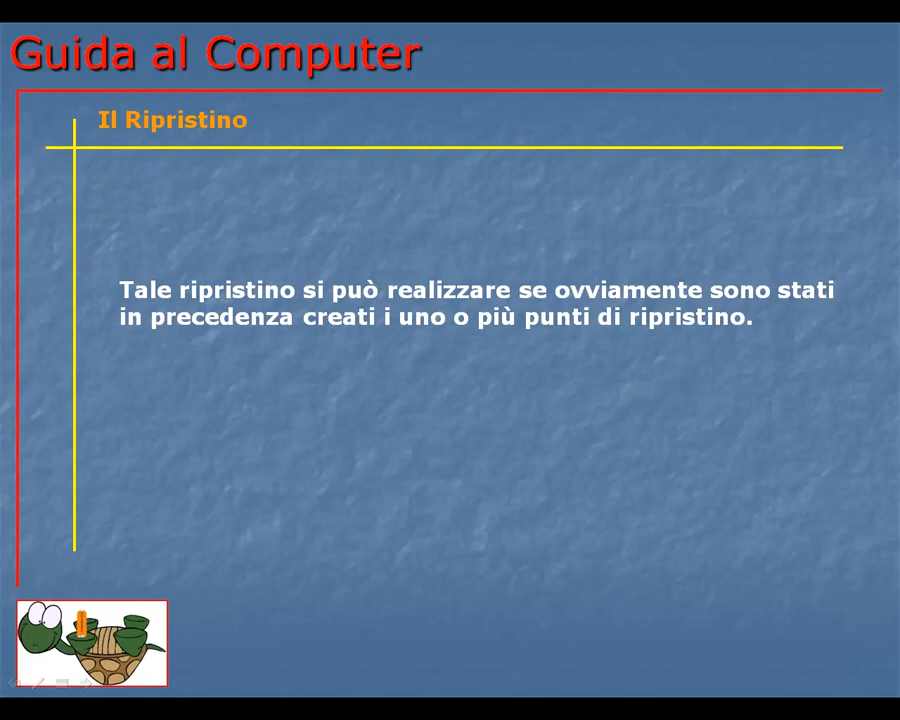 Guida al Computer
Il Ripristino
Tale ripristino si può realizzare se ovviamente sono stati
in precedenza creati i uno o più punti di ripristino.